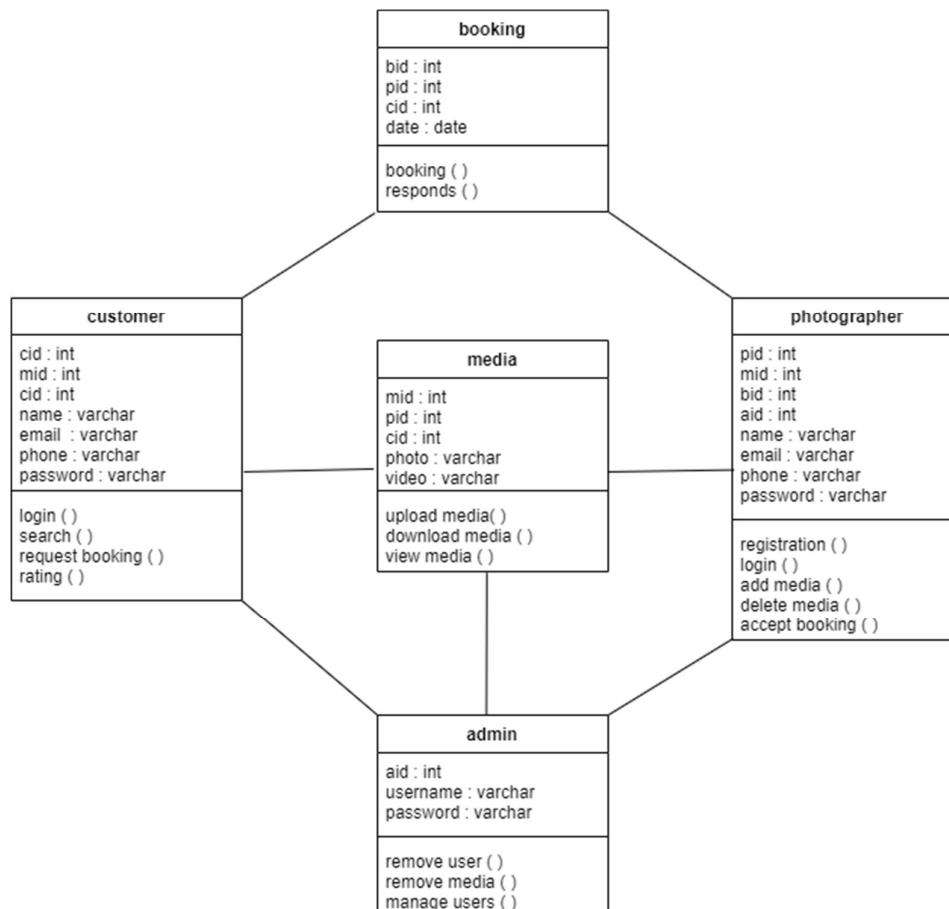 booking
bid : int
pid : int
cid : int
date : date
booking ( )
responds ( )
customer
cid : int
mid : int
cid : int
name : varchar
email  : varchar
phone : varchar
password : varchar
login ( )
search ( )
request booking ( )
rating ( )
media
mid : int
pid : int
cid : int
photo : varchar
video : varchar
upload media( )
download media ( )
view media ( )
photographer
pid : int
mid : int
bid : int
aid : int
name : varchar
email : varchar
phone : varchar
password : varchar
registration ( )
login ( )
add media ( )
delete media ( )
accept booking ( )
admin
aid : int
username : varchar
password : varchar
remove user ( )
remove media ( )
manage users ( )